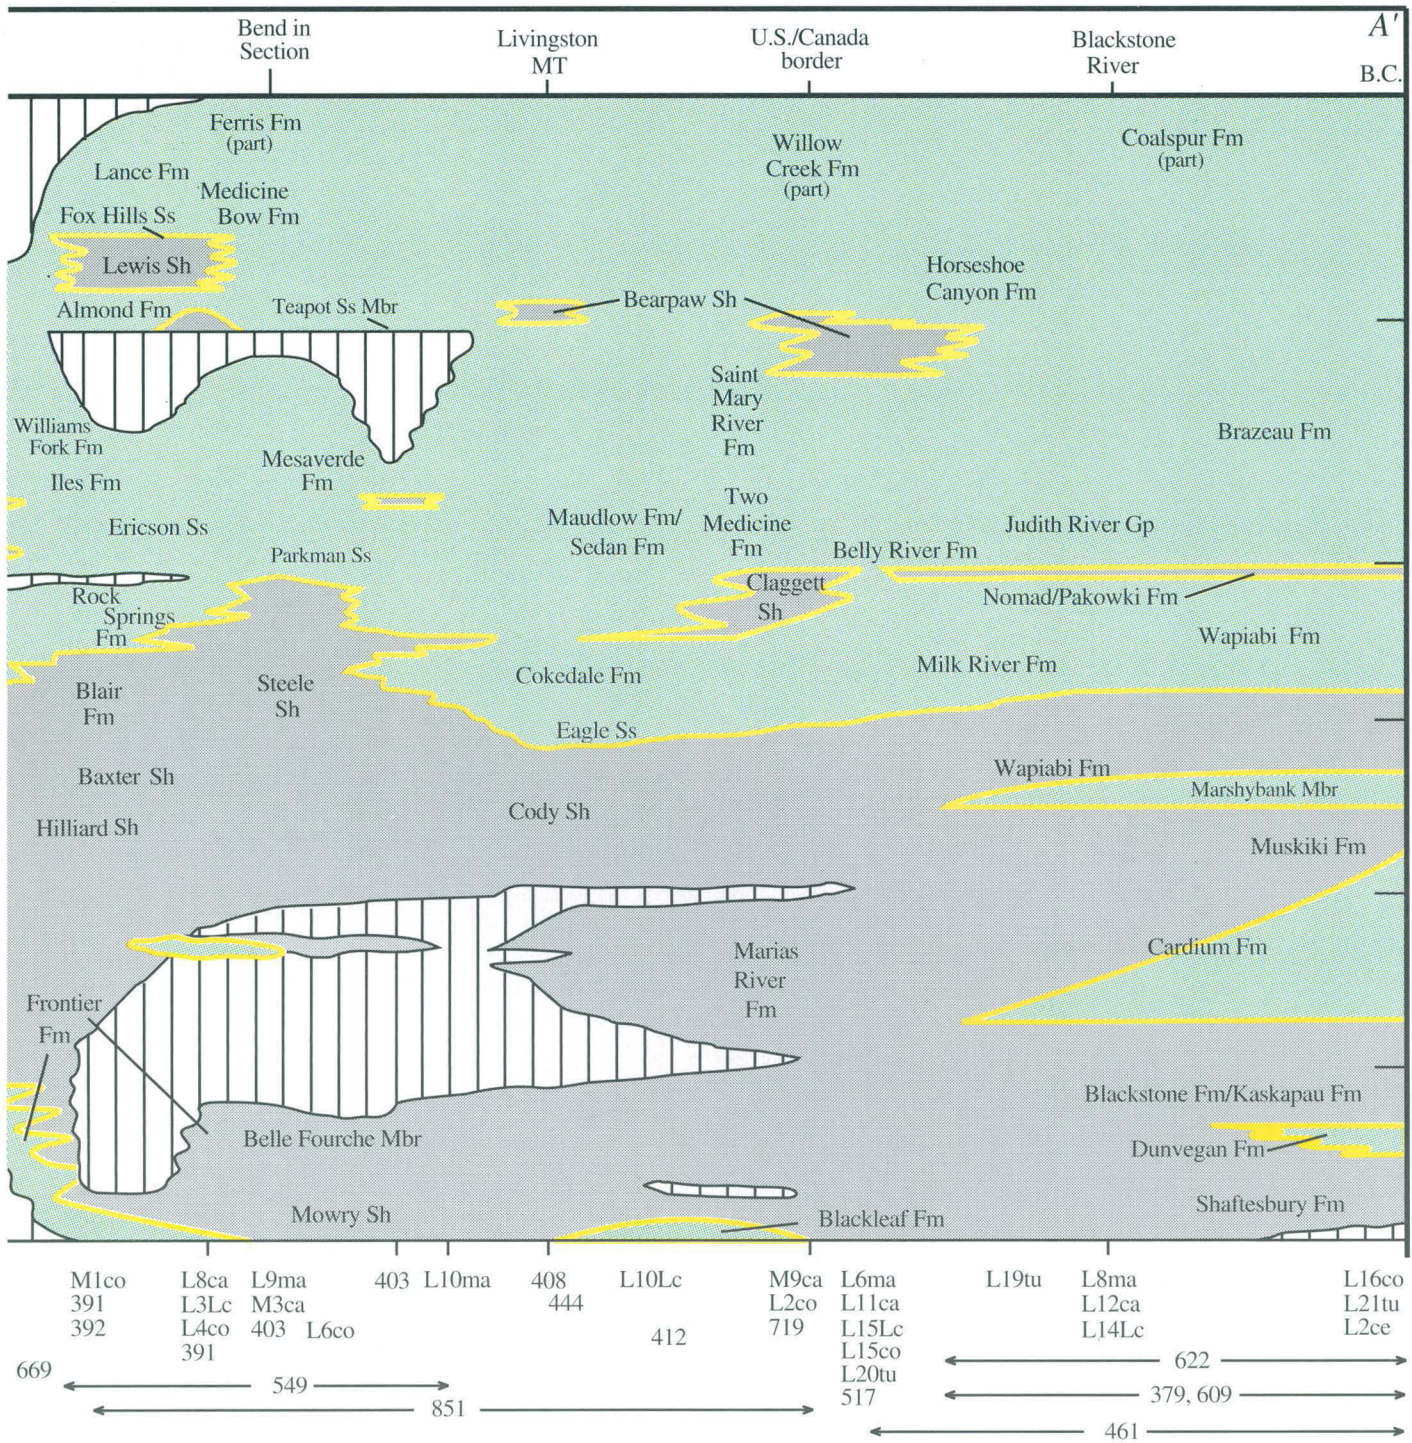 Bend in
Section
Livingston
MT
U.S./Canada
border
Blackstone
River
A'
B.C.
Ferris Fm
(part)
Lance Fm
Medicine
Bow Fm
Fox Hills Ss
Lewis Sh
Almond Fm
Teapot Ss Mbr
Willow
Creek Fm
(part)
Coalspur Fm
(part)
Horseshoe
Canyon Fm
Bearpaw Sh
Saint
Mary
River
Fm
Williams
Fork Fm
Iles Fm
Mesaverde
Fm
Brazeau Fm
Ericson Ss
Parkman Ss
Maudlow Fm/
Sedan Fm
Two
Medicine
Fm
Belly River Fm
Judith River Gp
Rock
Springs
Fm
Claggett
Sh
Nomad/Pakowki Fm
Wapiabi Fm
Milk River Fm
Cokedale Fm
Blair
Fm
Steele
Sh
Eagle Ss
Baxter Sh
Wapiabi Fm
Marshybank Mbr
Cody Sh
Hilliard Sh
Muskiki Fm
Marias
River
Fm
Cardium Fm
Frontier
Fm
Blackstone Fm/Kaskapau Fm
Belle Fourche Mbr
Dunvegan Fm
Mowry Sh
Blackleaf Fm
Shaftesbury Fm
M1co
391
392
L8ca
L3Lc
L4co
391
L9ma
M3ca
403
L6co
403
L10ma
408
444
L10Lc
412
M9ca
L2co
719
L6ma
L11ca
L15Lc
L15co
L20tu
517
L19tu
L8ma
L12ca
L14Lc
L16co
L21tu
L2ce
669
549
851
622
379, 609
461